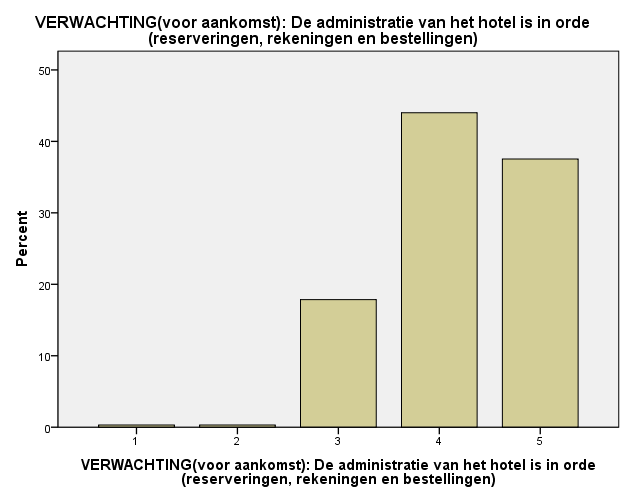 VERWACHTING(voor aankomst): De administratie van het hotel is in orde
(reserveringen, rekeningen en bestellingen)
50
40
30
20
10
0
Percent
1 2 3 4 5
VERWACHTING(voor aankomst): De administratie van het hotel is in orde
(reserveringen, rekeningen en bestellingen)